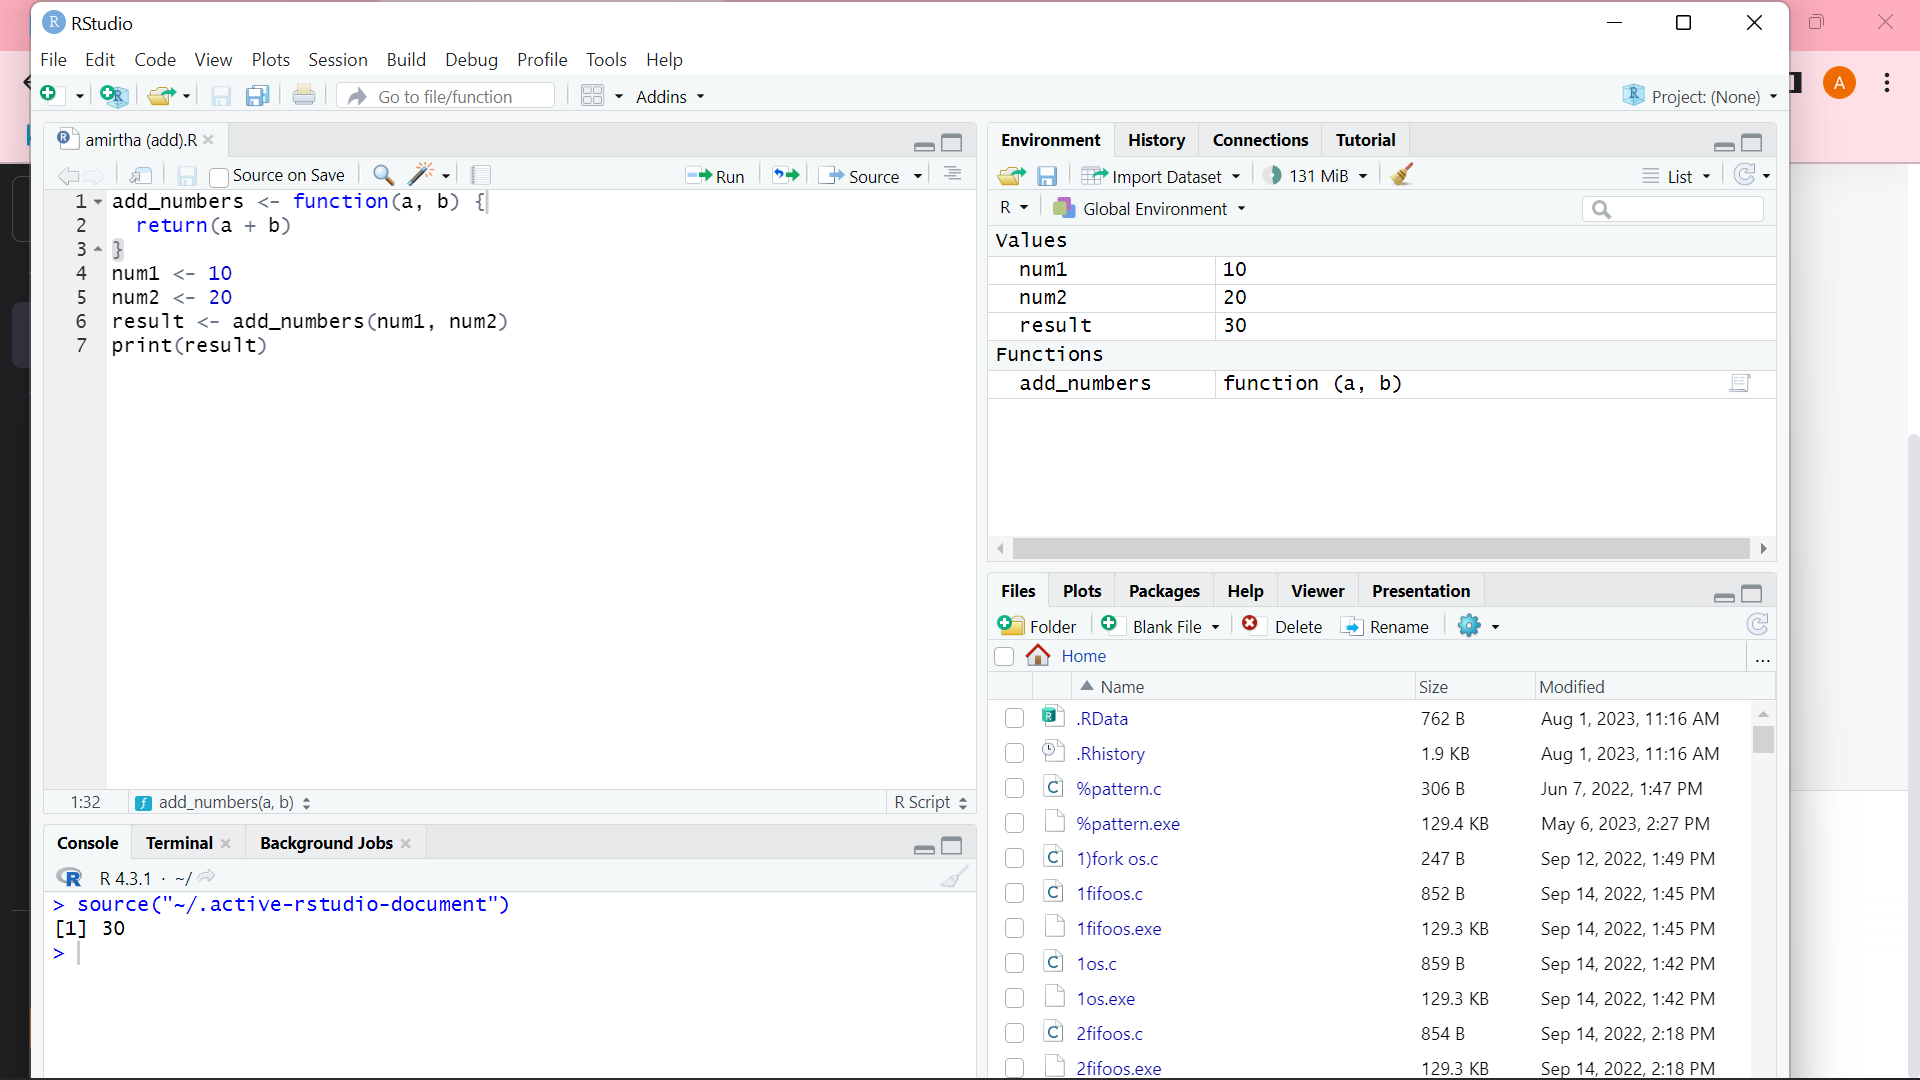 RStudio
File Edit Code View Plots Session Build Debug Profile Tools Help
Go to file/function Addins Project: (None)
A
amirtha (add).R
Source on Save Run Source
1 add_numbers <- function(a, b) {
2 return(a + b)
3 }
4 num1 <- 10
5 num2 <- 20
6 result <- add_numbers(num1, num2)
7 print(result)
1:32 add_numbers(a, b) R Script
Console Terminal Background Jobs
R 4.3.1 · ~/
> source("~/.active-rstudio-document")
[1] 30
>
Environment History Connections Tutorial
Import Dataset 131 MiB List
R Global Environment
Values
num1 10
num2 20
result 30
Functions
add_numbers function (a, b)
Files Plots Packages Help Viewer Presentation
Folder Blank File Delete Rename
Home ...
Name Size Modified
.RData 762 B Aug 1, 2023, 11:16 AM
.Rhistory 1.9 KB Aug 1, 2023, 11:16 AM
%pattern.c 306 B Jun 7, 2022, 1:47 PM
%pattern.exe 129.4 KB May 6, 2023, 2:27 PM
1)fork os.c 247 B Sep 12, 2022, 1:49 PM
1fifoos.c 852 B Sep 14, 2022, 1:45 PM
1fifoos.exe 129.3 KB Sep 14, 2022, 1:45 PM
1os.c 859 B Sep 14, 2022, 1:42 PM
1os.exe 129.3 KB Sep 14, 2022, 1:42 PM
2fifoos.c 854 B Sep 14, 2022, 2:18 PM
2fifoos.exe 129.3 KB Sep 14, 2022, 2:18 PM